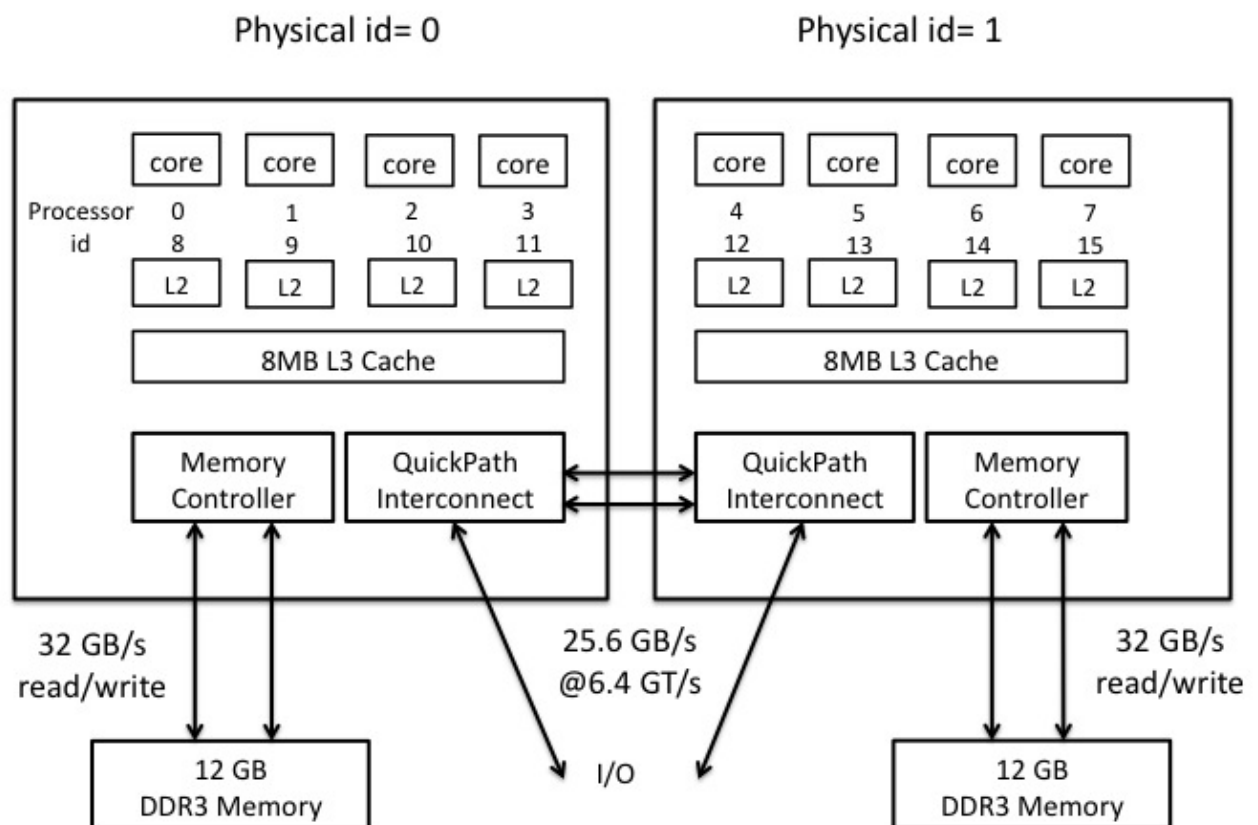 Physical id= 0
Physical id= 1
core core core core
core core core core
Processor 0 1 2 3
4 5 6 7
id 8 9 10 11
12 13 14 15
L2 L2 L2 L2
L2 L2 L2 L2
8MB L3 Cache
8MB L3 Cache
Memory
Controller
QuickPath
Interconnect
QuickPath
Interconnect
Memory
Controller
32 GB/s
read/write
25.6 GB/s
@6.4 GT/s
32 GB/s
read/write
12 GB
DDR3 Memory
I/O
12 GB
DDR3 Memory